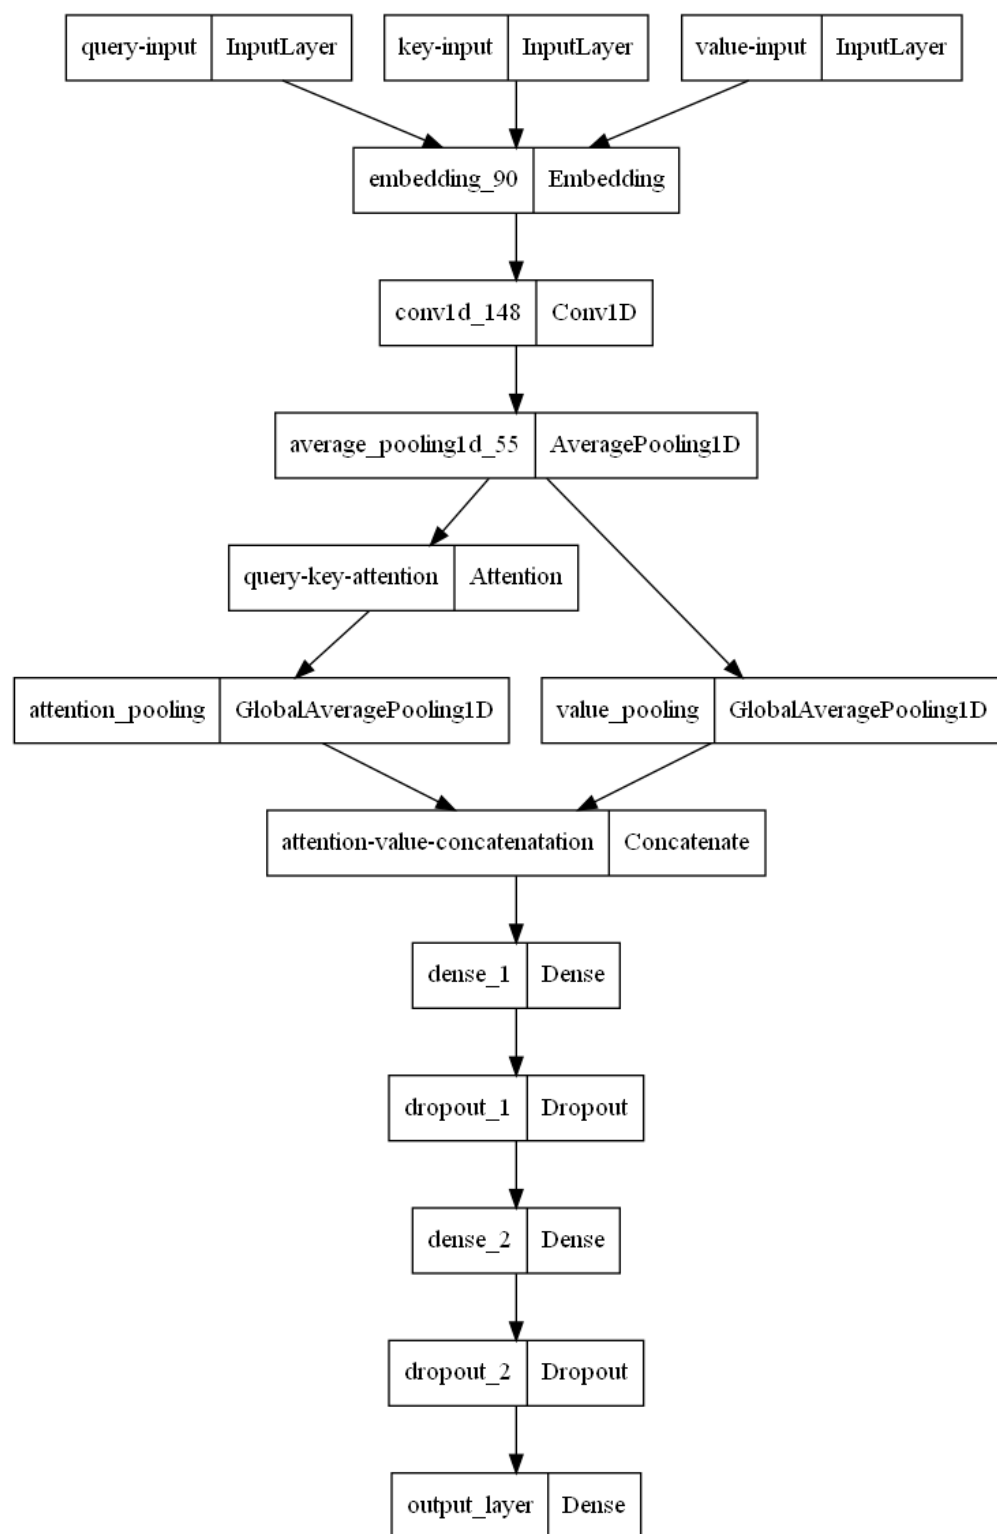 query-input InputLayer
key-input InputLayer
value-input InputLayer
embedding_90 Embedding
conv1d_148 Conv1D
average_pooling1d_55 AveragePooling1D
query-key-attention Attention
attention_pooling GlobalAveragePooling1D
value_pooling GlobalAveragePooling1D
attention-value-concatenatation Concatenate
dense_1 Dense
dropout_1 Dropout
dense_2 Dense
dropout_2 Dropout
output_layer Dense